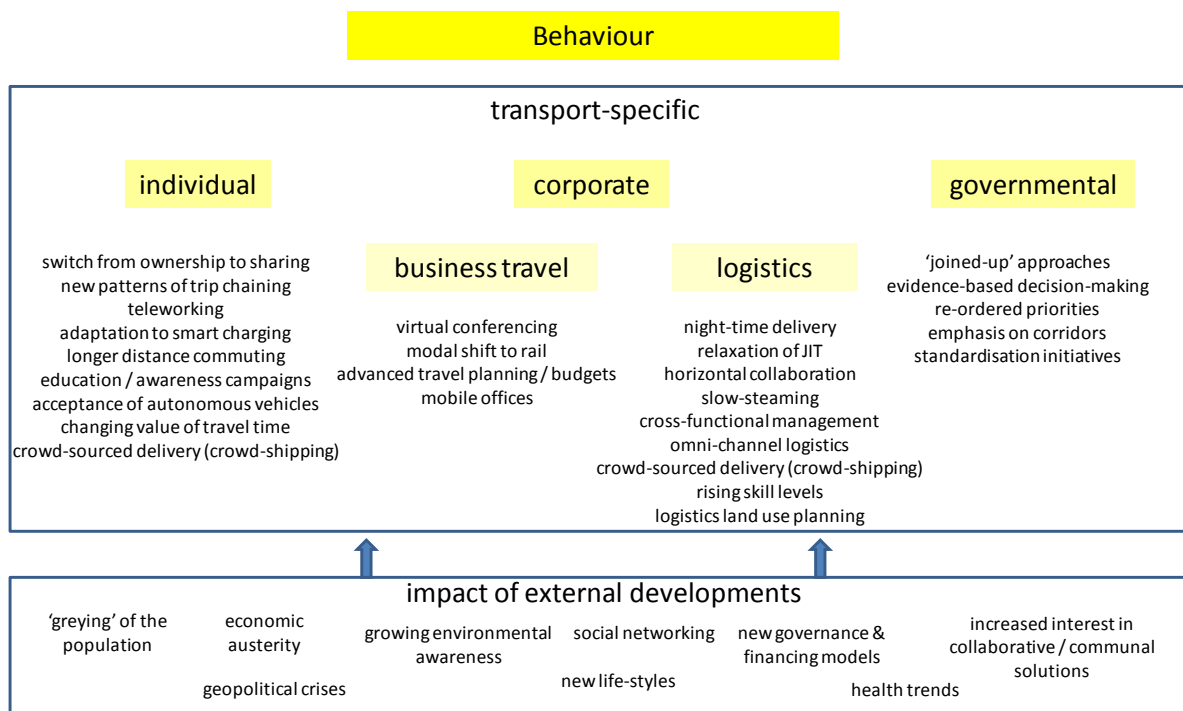 Behaviour
transport-specific
individual
corporate
governmental
switch from ownership to sharing
new patterns of trip chaining
teleworking
adaptation to smart charging
longer distance commuting
education / awareness campaigns
acceptance of autonomous vehicles
changing value of travel time
crowd-sourced delivery (crowd-shipping)
business travel
virtual conferencing
modal shift to rail
advanced travel planning / budgets
mobile offices
logistics
night-time delivery
relaxation of JIT
horizontal collaboration
slow-steaming
cross-functional management
omni-channel logistics
crowd-sourced delivery (crowd-shipping)
rising skill levels
logistics land use planning
‘joined-up’ approaches
evidence-based decision-making
re-ordered priorities
emphasis on corridors
standardisation initiatives
impact of external developments
‘greying’ of the
population
economic
austerity
geopolitical crises
growing environmental
awareness
social networking
new life-styles
new governance &
financing models
health trends
increased interest in
collaborative / communal
solutions